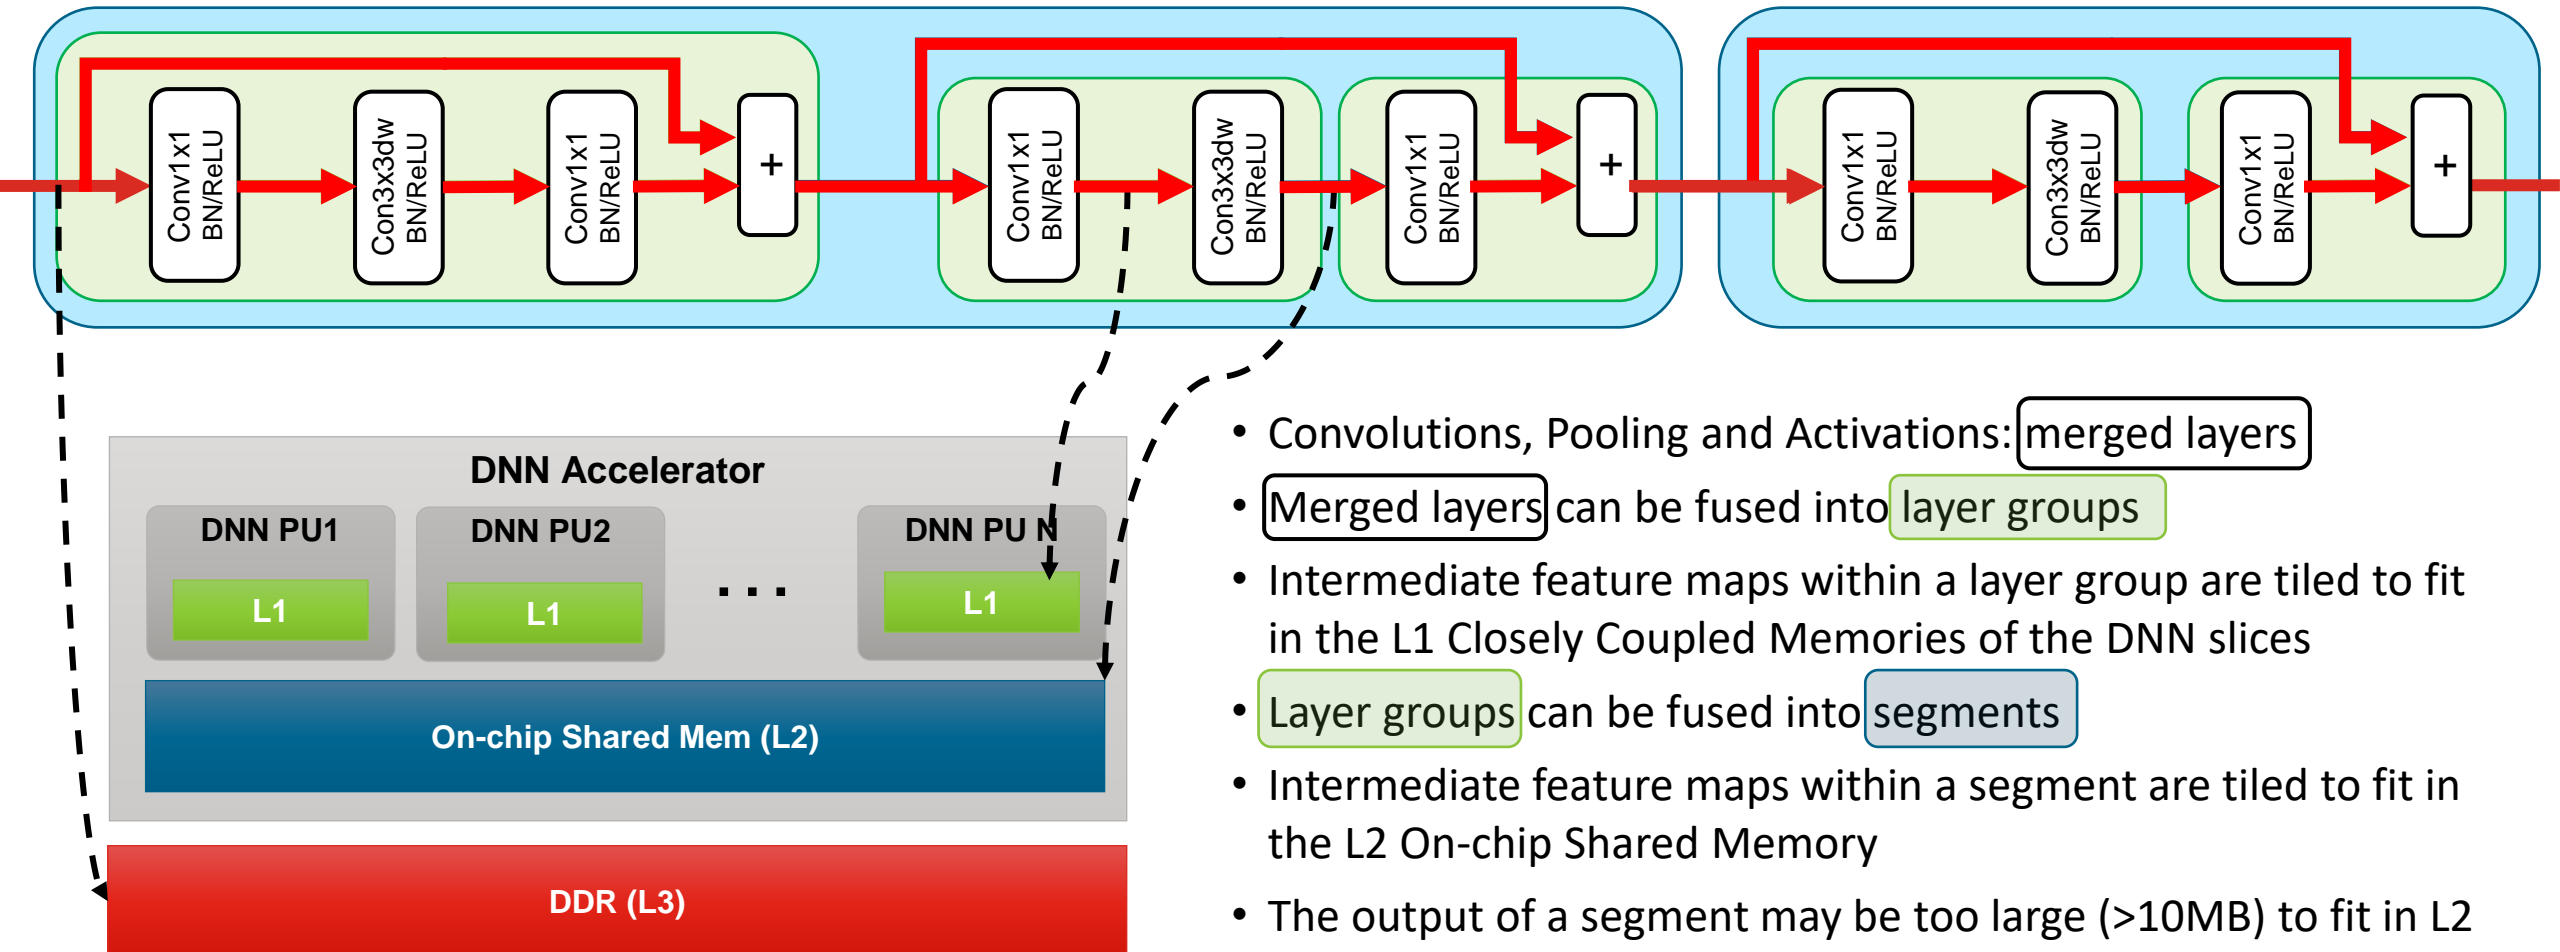 Conv1x1
BN/ReLU
Con3x3dw
BN/ReLU
Conv1x1
BN/ReLU
+
Conv1x1
BN/ReLU
Con3x3dw
BN/ReLU
Conv1x1
BN/ReLU
+
Conv1x1
BN/ReLU
Con3x3dw
BN/ReLU
Conv1x1
BN/ReLU
+
DNN Accelerator
DNN PU1
DNN PU2
DNN PU N
L1
L1
. . .
L1
On-chip Shared Mem (L2)
DDR (L3)
• Convolutions, Pooling and Activations: merged layers
• Merged layers can be fused into layer groups
• Intermediate feature maps within a layer group are tiled to fit
in the L1 Closely Coupled Memories of the DNN slices
• Layer groups can be fused into segments
• Intermediate feature maps within a segment are tiled to fit in
the L2 On-chip Shared Memory
• The output of a segment may be too large (>10MB) to fit in L2